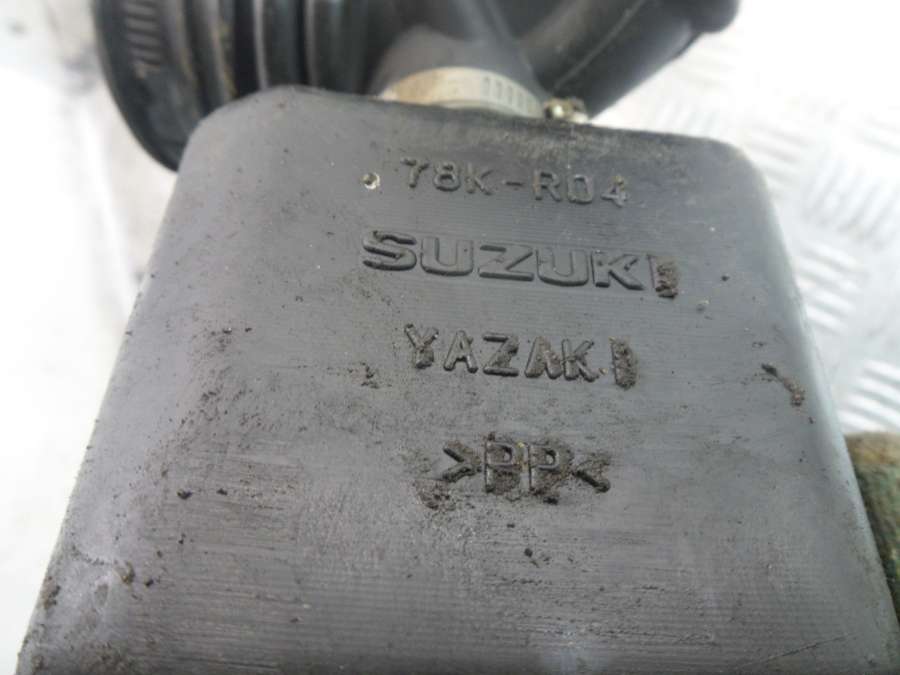 78K-R04
SUZUKI
YAZAKI
>PP<